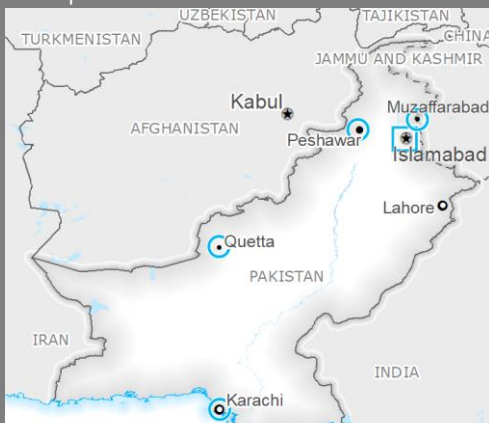 UZBEKISTAN
TAJIKISTAN
TURKMENISTAN
CHINA
JAMMU AND KASHMIR
Kabul
Muzaffarabad
AFGHANISTAN
Peshawar
Islamabad
Lahore
Quetta
PAKISTAN
IRAN
INDIA
Karachi